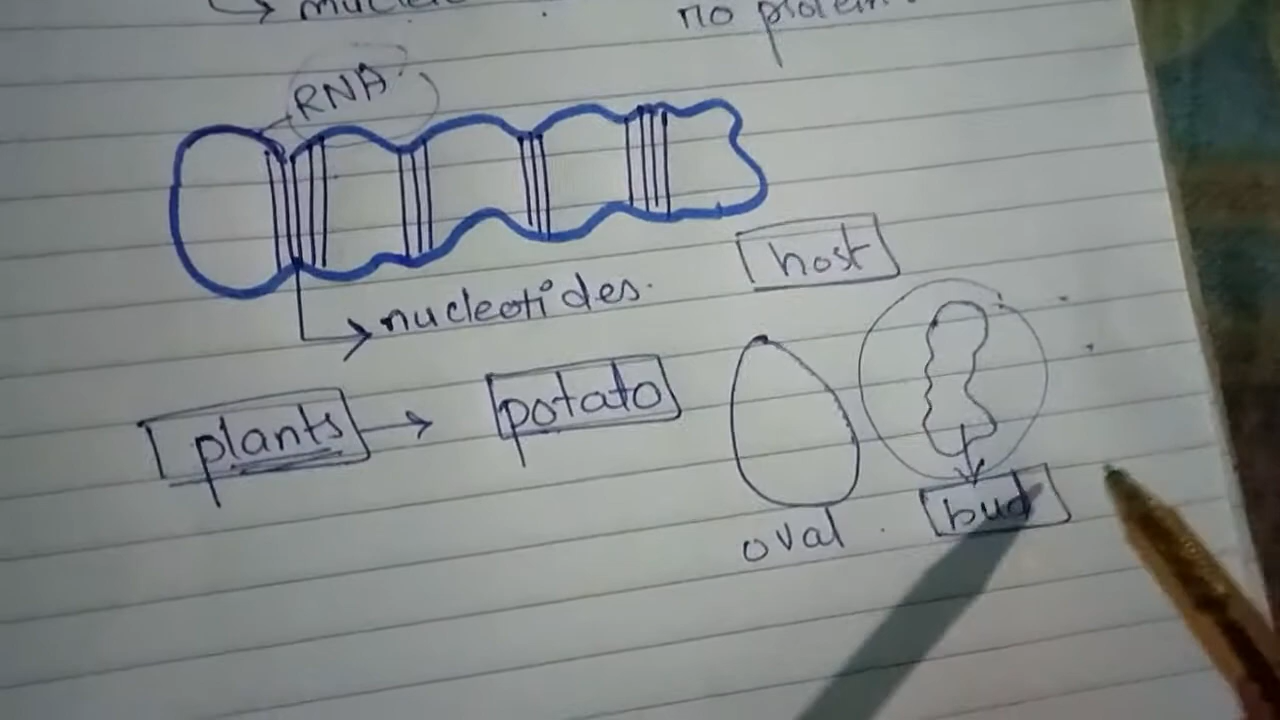 no protein.
RNA
host
nucleotides.
plants → potato
oval
bud